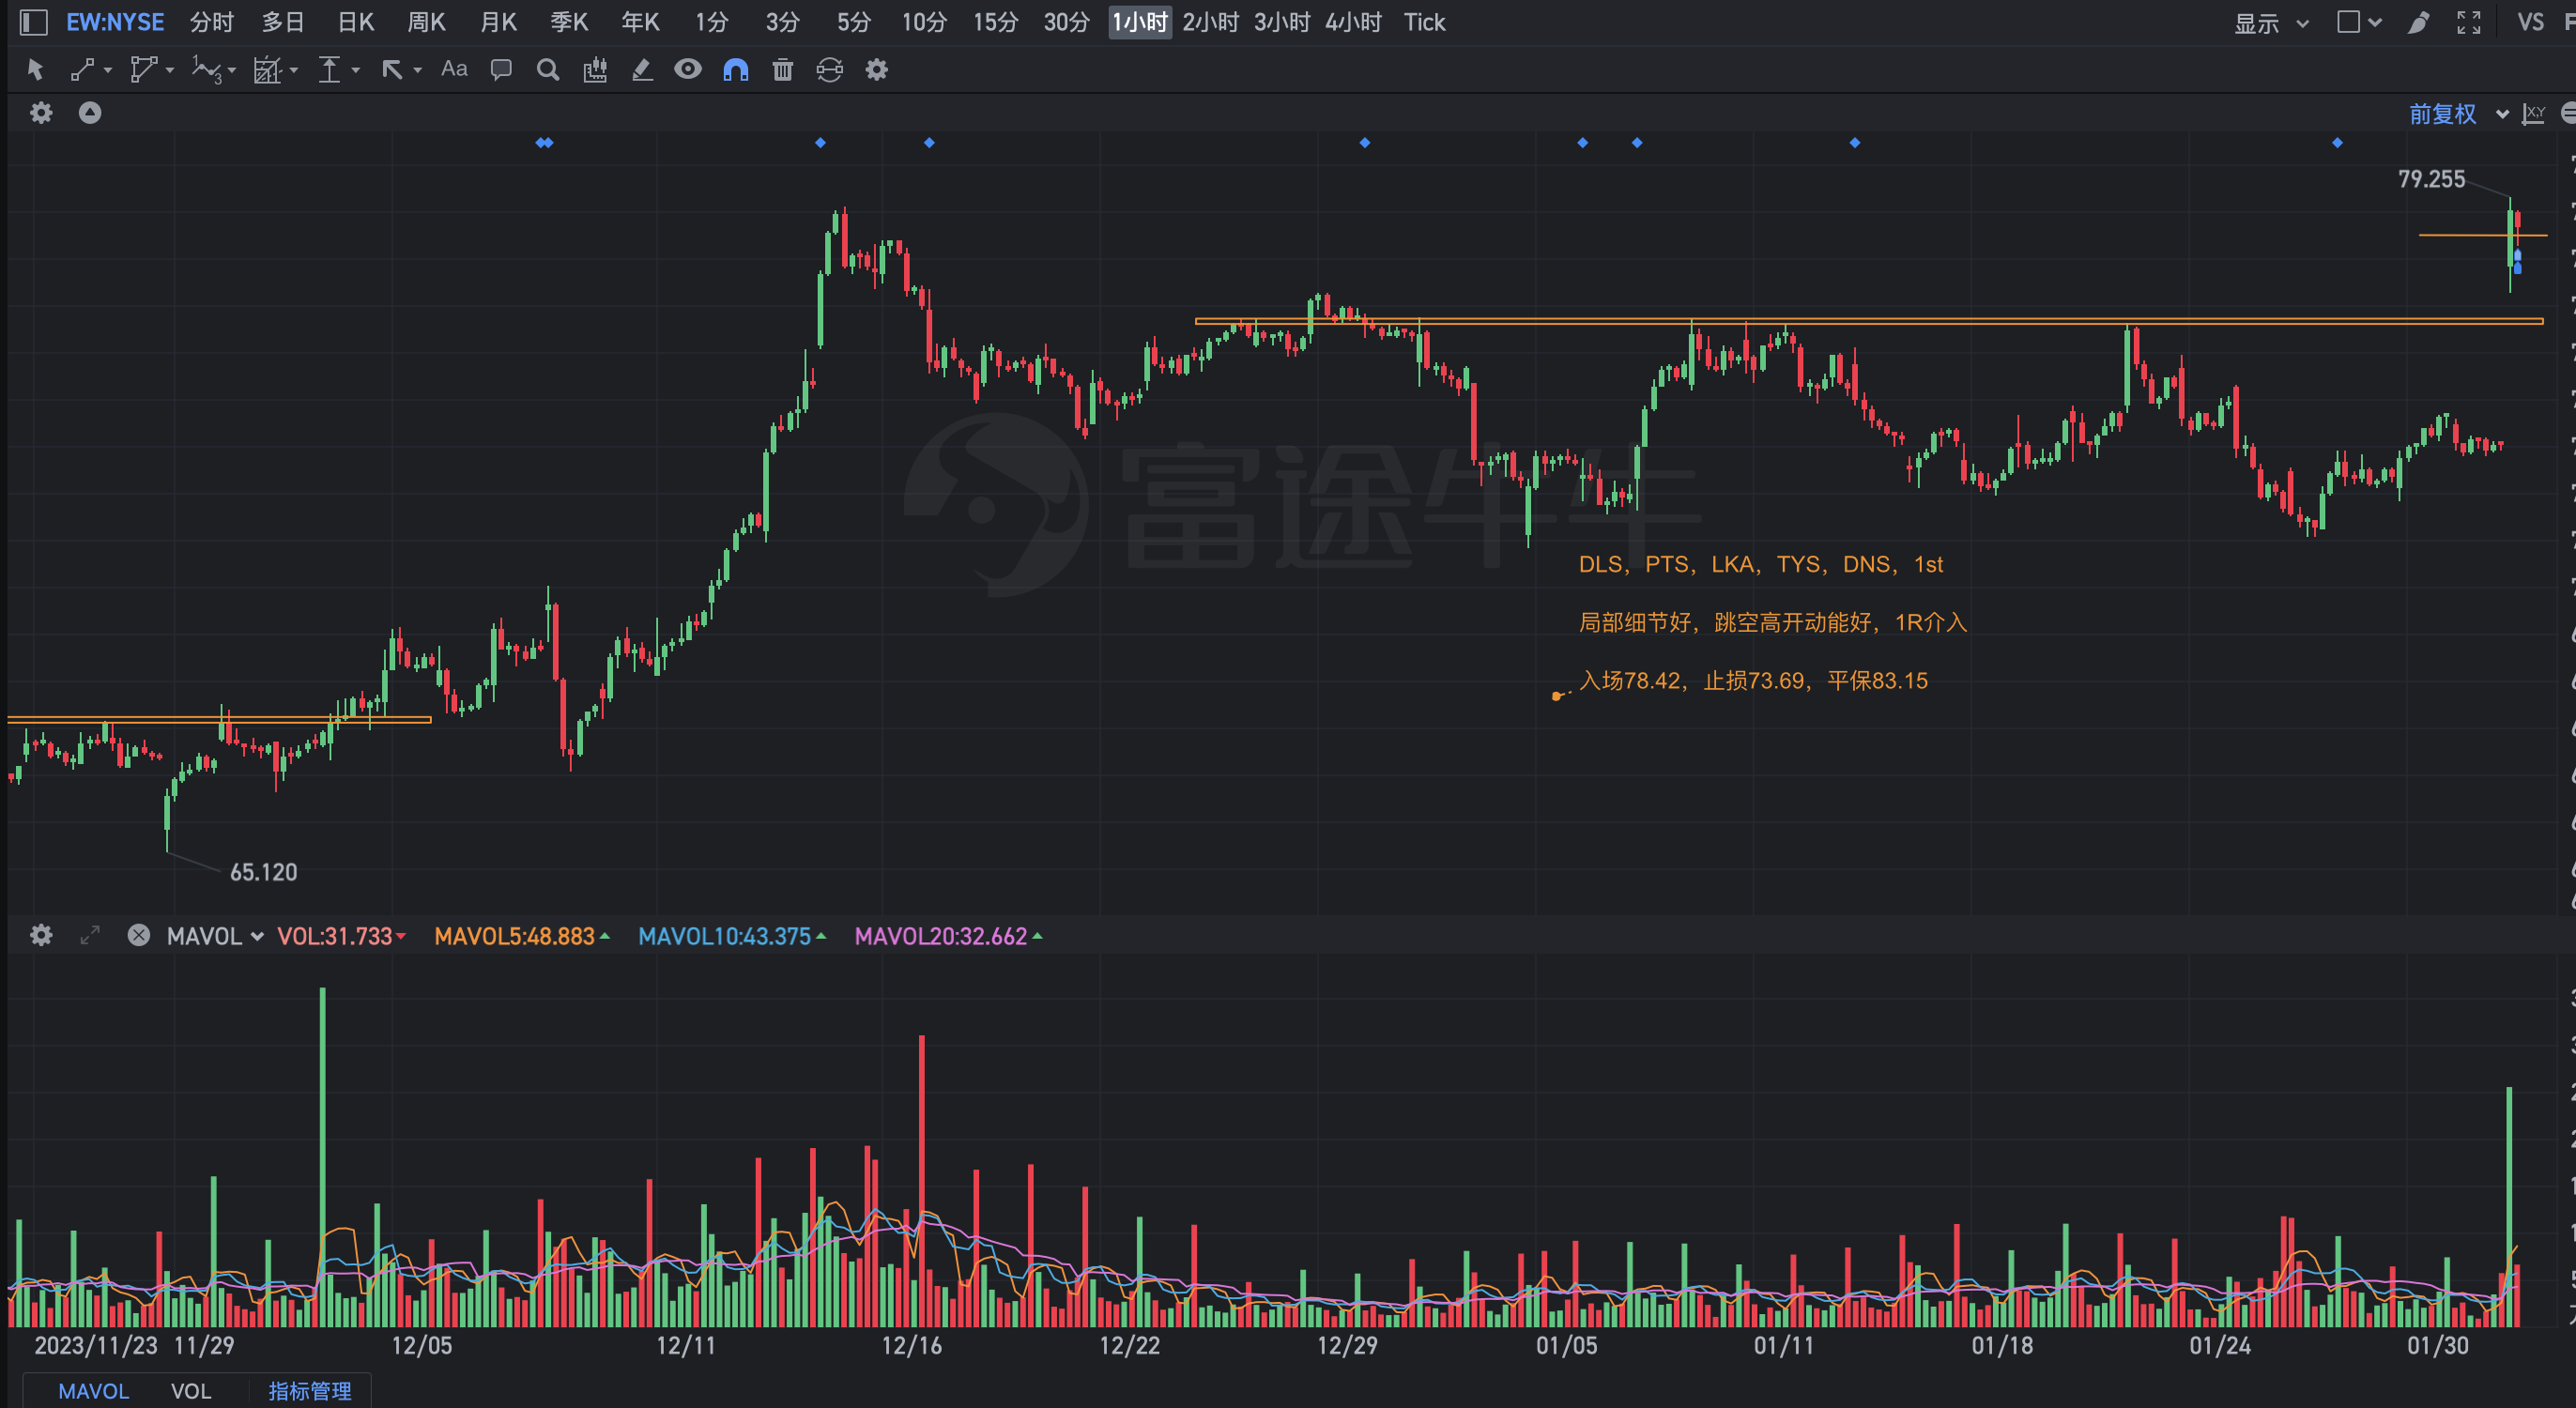 EW:NYSE 分时 多日 日K 周K 月K 季K 年K 1分 3分 5分 10分 15分 30分 1小时 2小时 3小时 4小时 Tick 显示 VS
Aa
前复权
79.255
富途牛牛
DLS，PTS，LKA，TYS，DNS，1st
局部细节好，跳空高开动能好，1R介入
入场78.42，止损73.69，平保83.15
65.120
MAVOL VOL:31.733 MAVOL5:48.883 MAVOL10:43.375 MAVOL20:32.662
2023/11/23 11/29 12/05 12/11 12/16 12/22 12/29 01/05 01/11 01/18 01/24 01/30
MAVOL VOL 指标管理